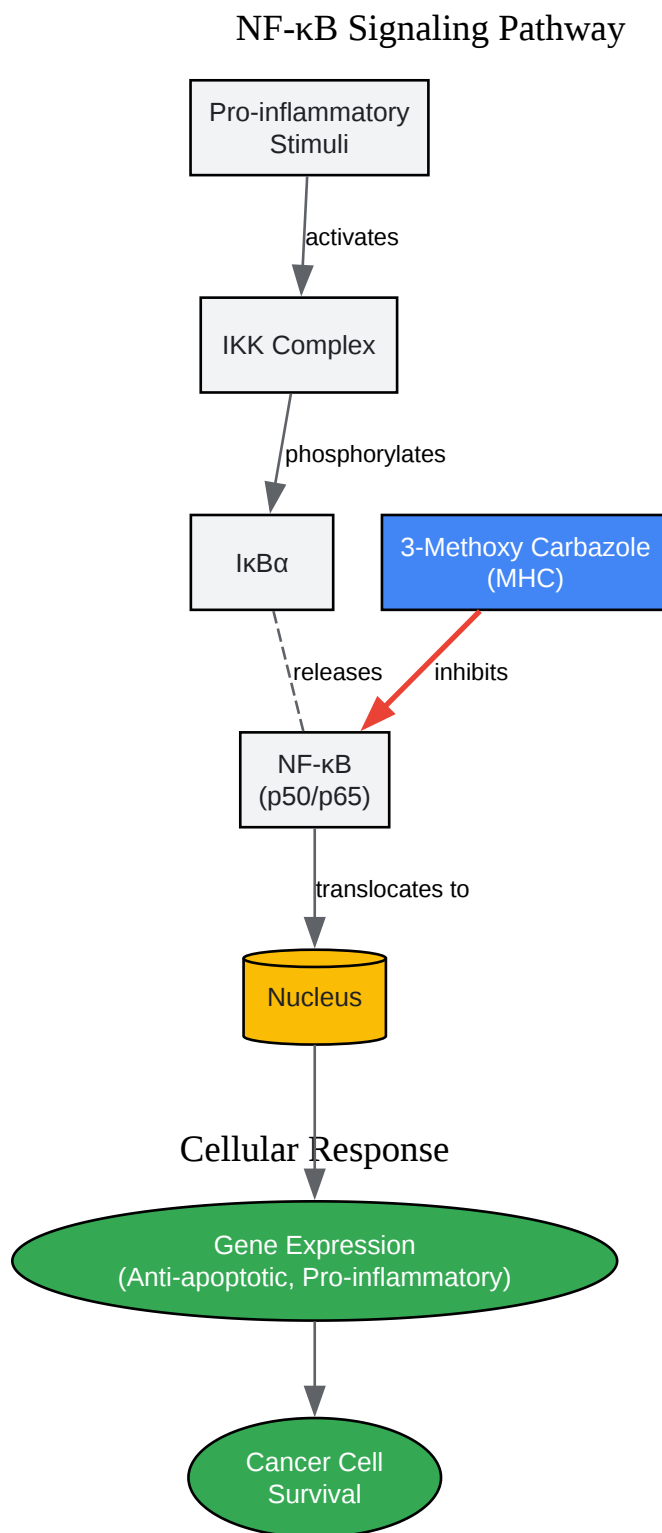 NF-κB Signaling Pathway
Pro-inflammatory
Stimuli
activates
IKK Complex
phosphorylates
IκBα
3-Methoxy Carbazole
(MHC)
releases
inhibits
NF-κB
(p50/p65)
translocates to
Nucleus
Cellular Response
Gene Expression
(Anti-apoptotic, Pro-inflammatory)
Cancer Cell
Survival